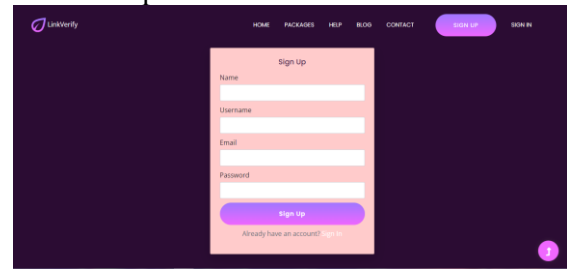 LinkVerify
HOME PACKAGES HELP BLOG CONTACT SIGN UP SIGN IN
Sign Up
Name
Username
Email
Password
Sign Up
Already have an account? Sign In